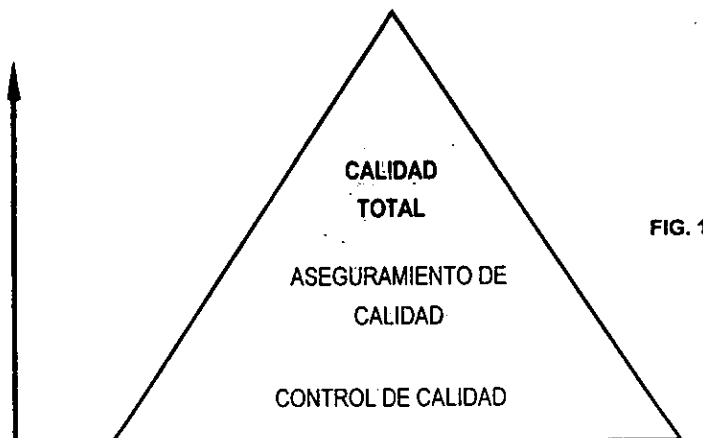 CALIDAD
TOTAL
FIG. 1
ASEGURAMIENTO DE
CALIDAD
CONTROL DE CALIDAD